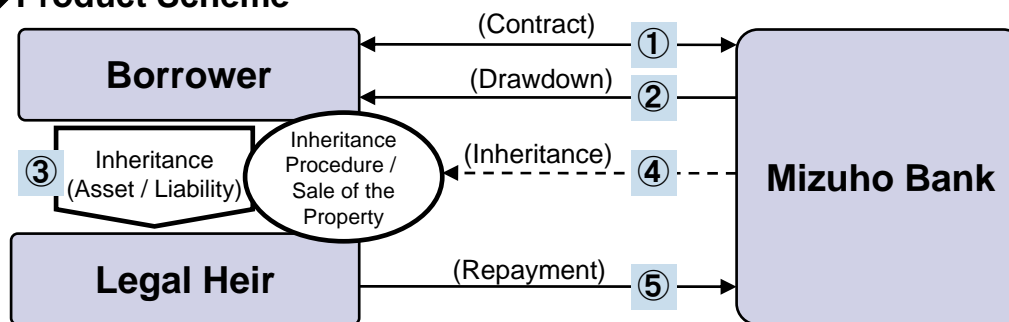 Product Scheme
(Contract)
①
Borrower
(Drawdown)
②
③
Inheritance
(Asset / Liability)
Inheritance
Procedure /
Sale of the
Property
(Inheritance)
④
Mizuho Bank
Legal Heir
(Repayment)
⑤